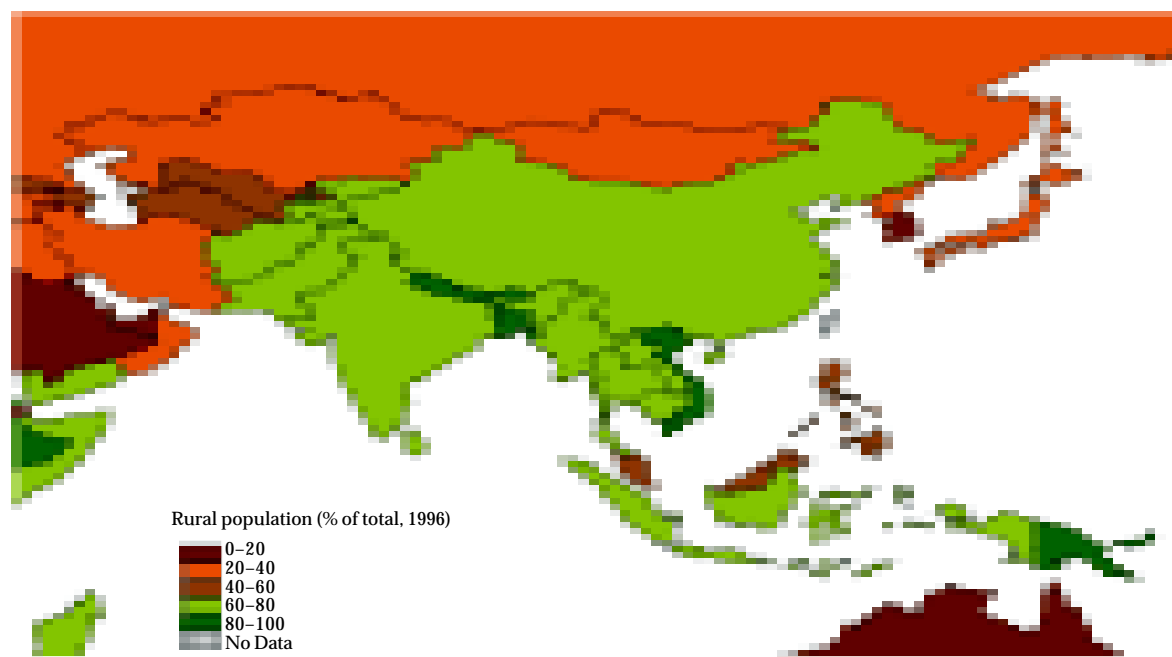 Rural population (% of total, 1996)
0–20
20–40
40–60
60–80
80–100
No Data